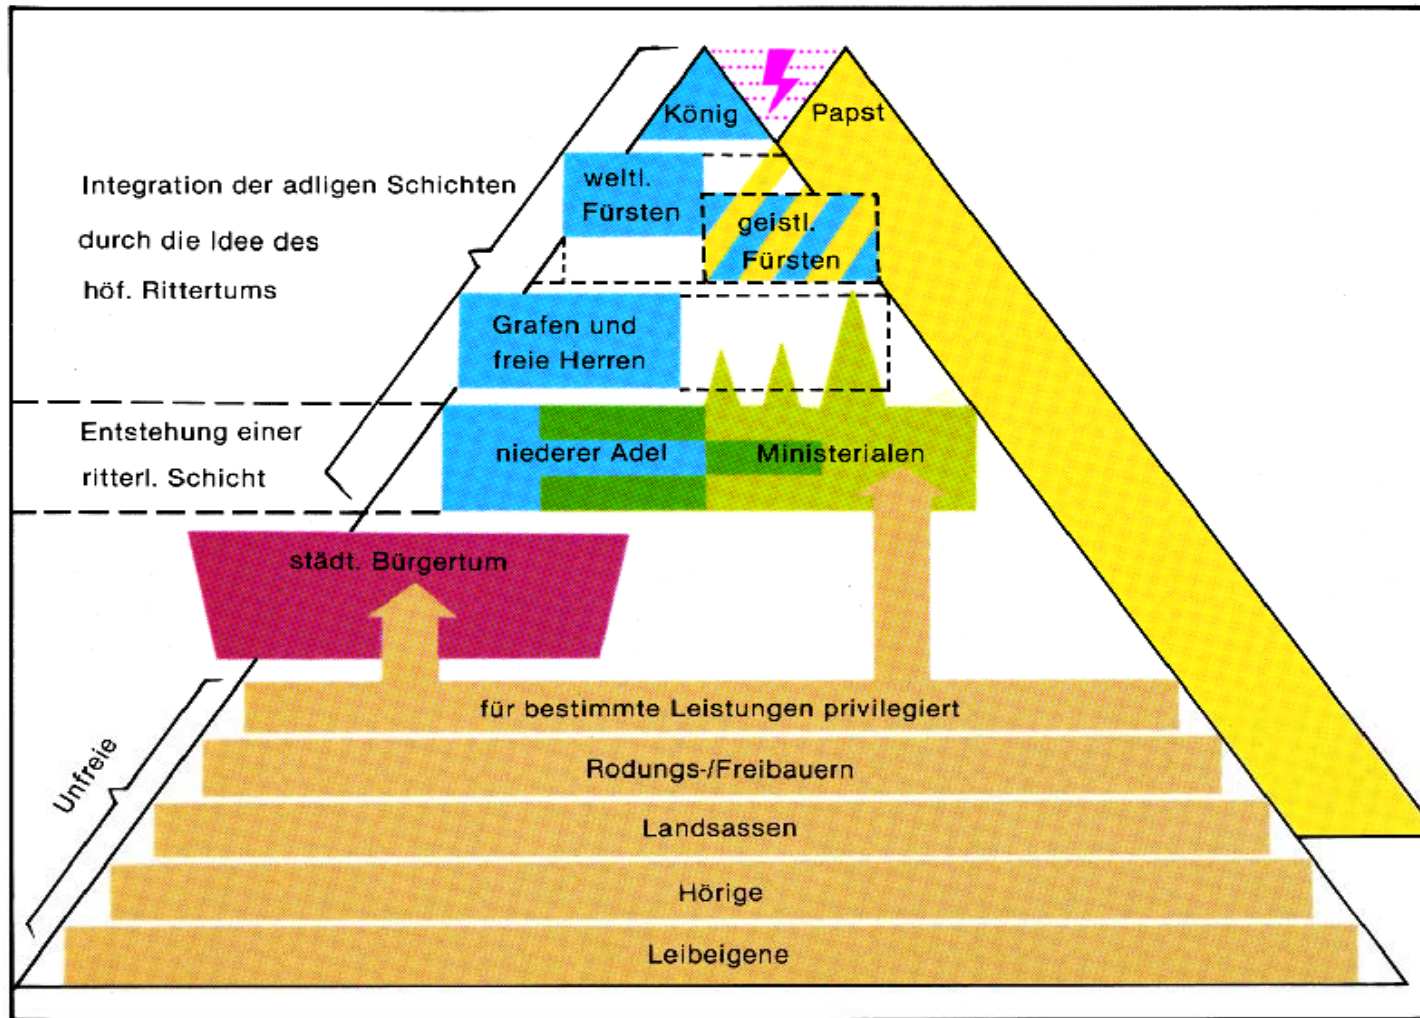 König
Papst
Integration der adligen Schichten
durch die Idee des
höf. Rittertums
weltl.
Fürsten
geistl.
Fürsten
Grafen und
freie Herren
Entstehung einer
ritterl. Schicht
niederer Adel
Ministerialen
städt. Bürgertum
Unfreie
für bestimmte Leistungen privilegiert
Rodungs-/Freibauern
Landsassen
Hörige
Leibeigene